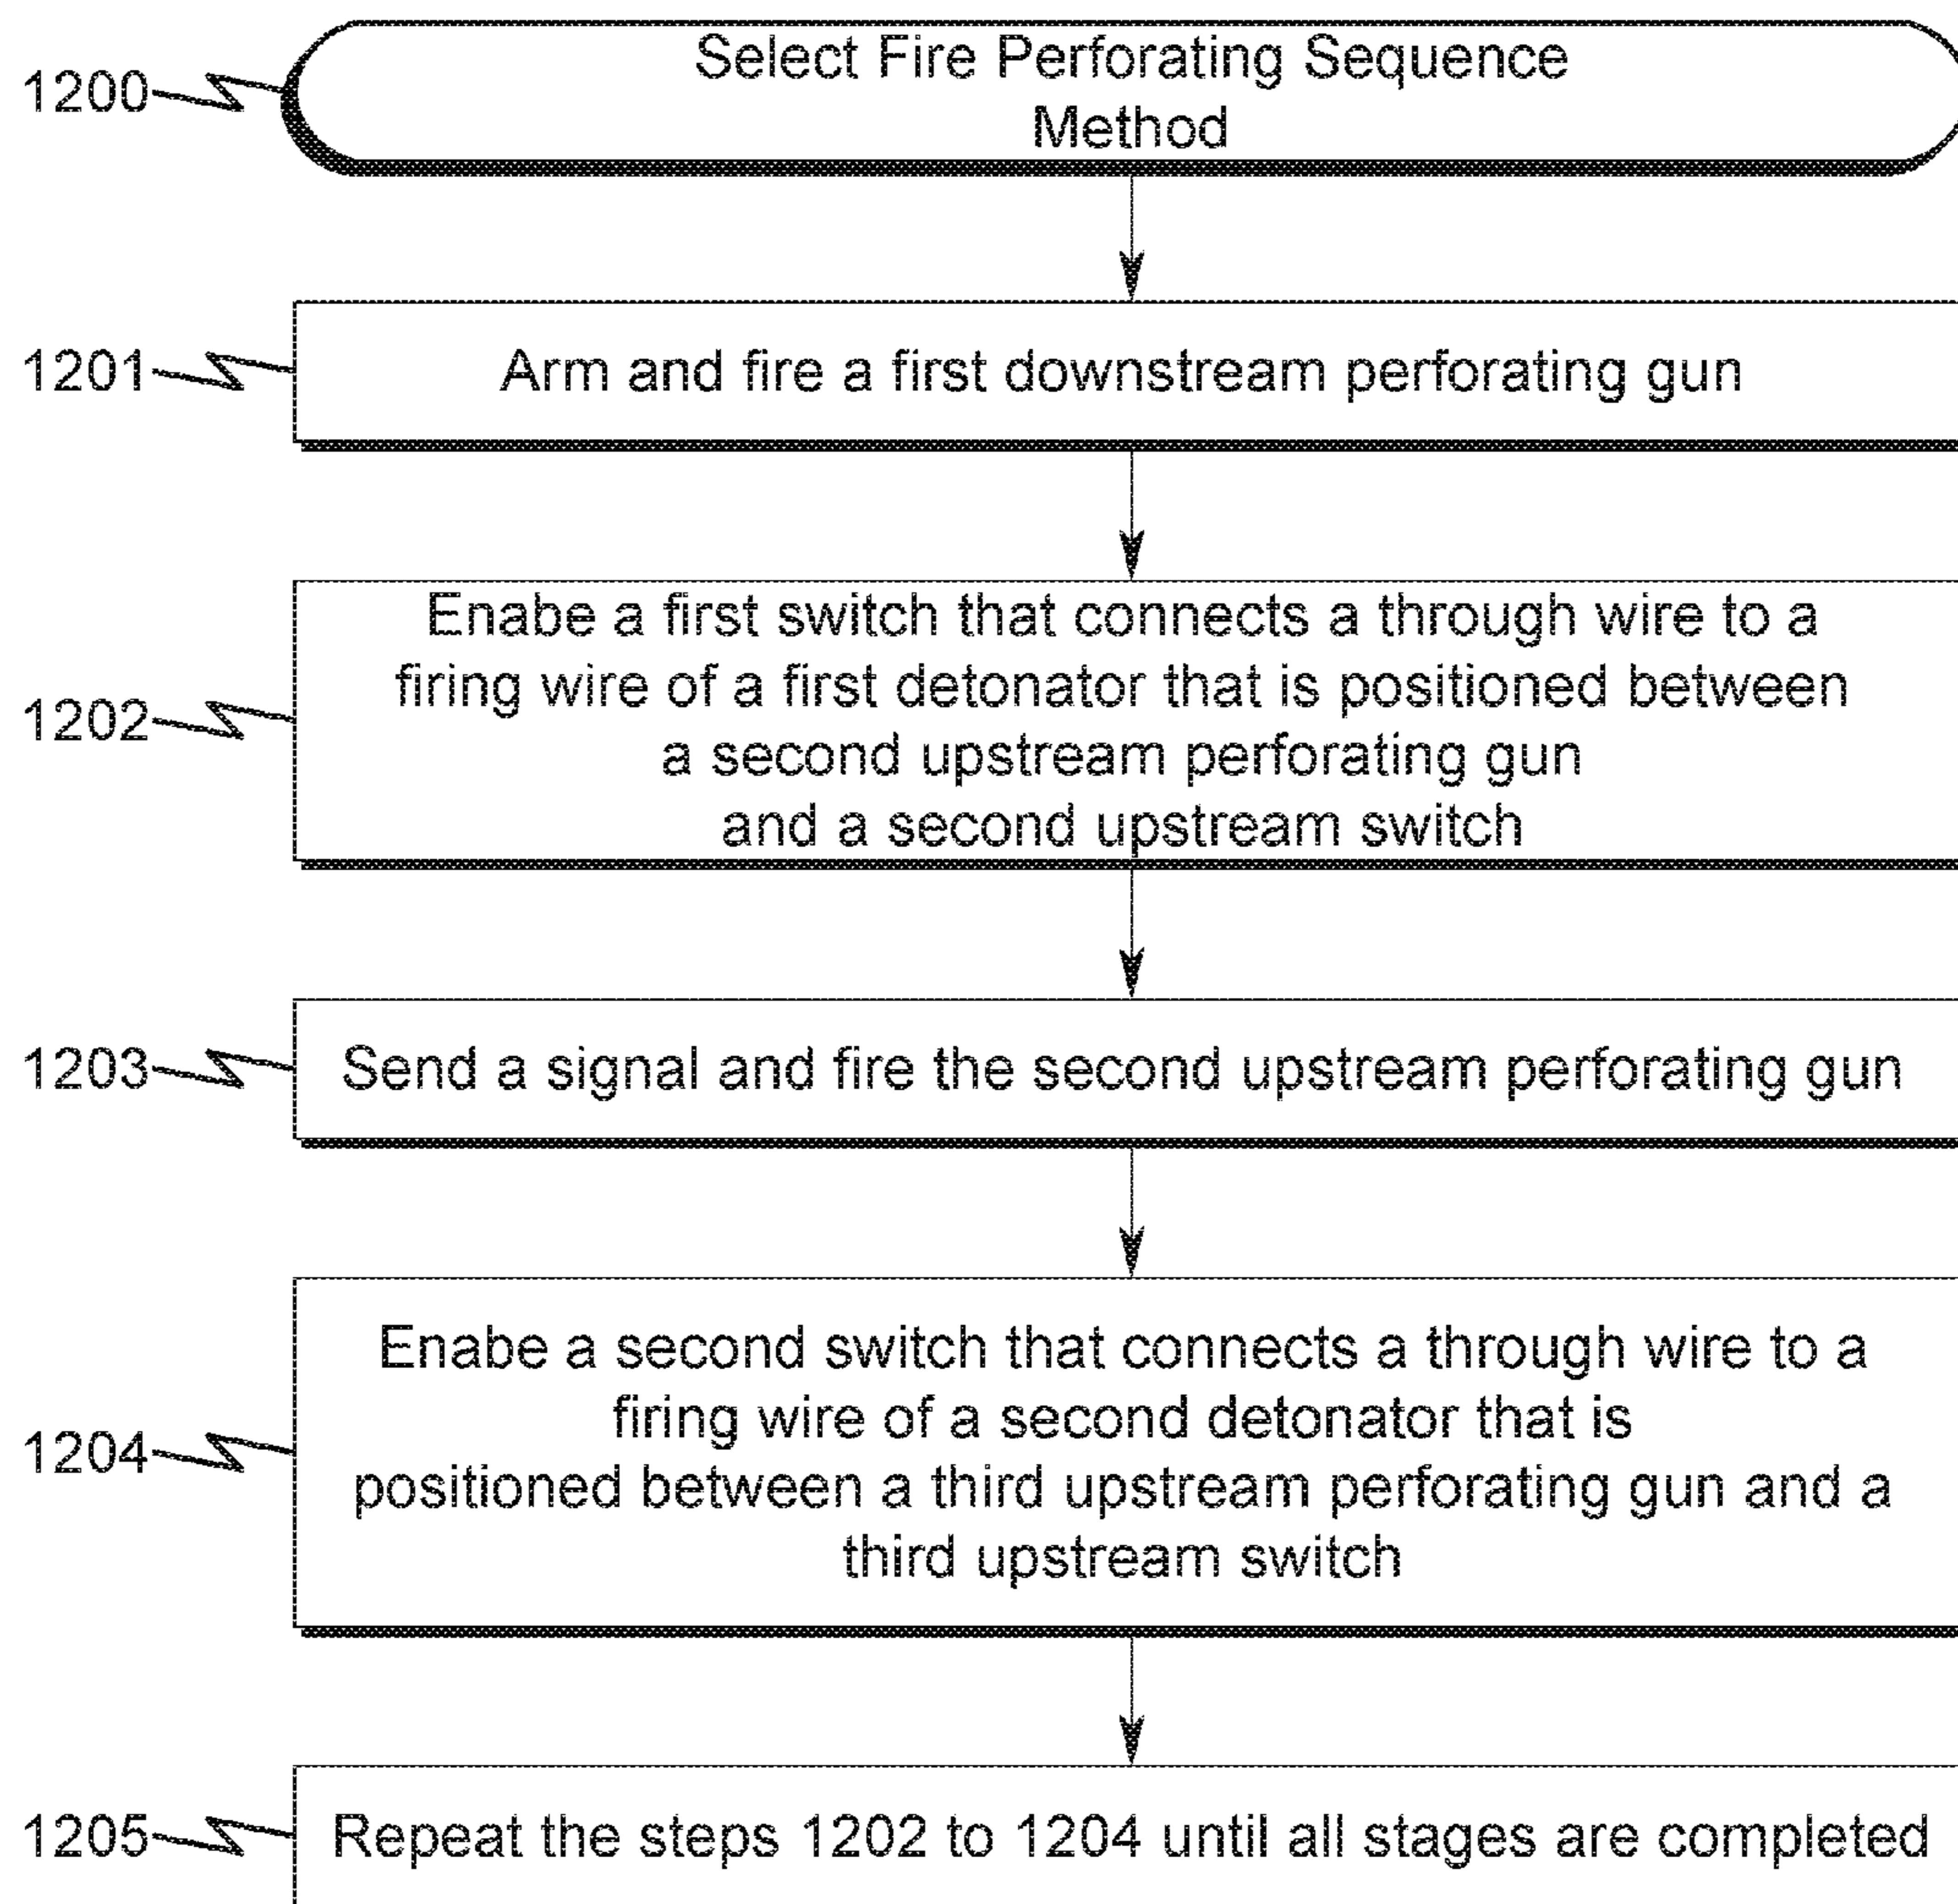 1200
Select Fire Perforating Sequence
Method
1201
Arm and fire a first downstream perforating gun
1202
Enabe a first switch that connects a through wire to a
firing wire of a first detonator that is positioned between
a second upstream perforating gun
and a second upstream switch
1203
Send a signal and fire the second upstream perforating gun
1204
Enabe a second switch that connects a through wire to a
firing wire of a second detonator that is
positioned between a third upstream perforating gun and a
third upstream switch
1205
Repeat the steps 1202 to 1204 until all stages are completed